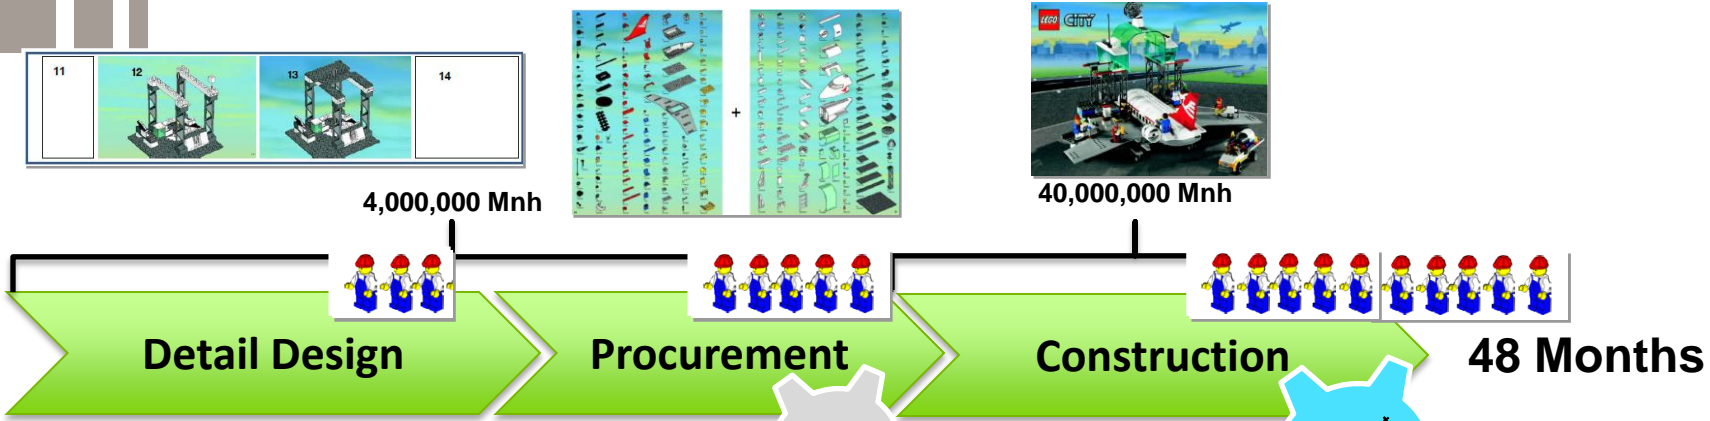 11
12
13
14
+
LEGO CITY
4,000,000 Mnh
40,000,000 Mnh
Detail Design
Procurement
Construction
48 Months